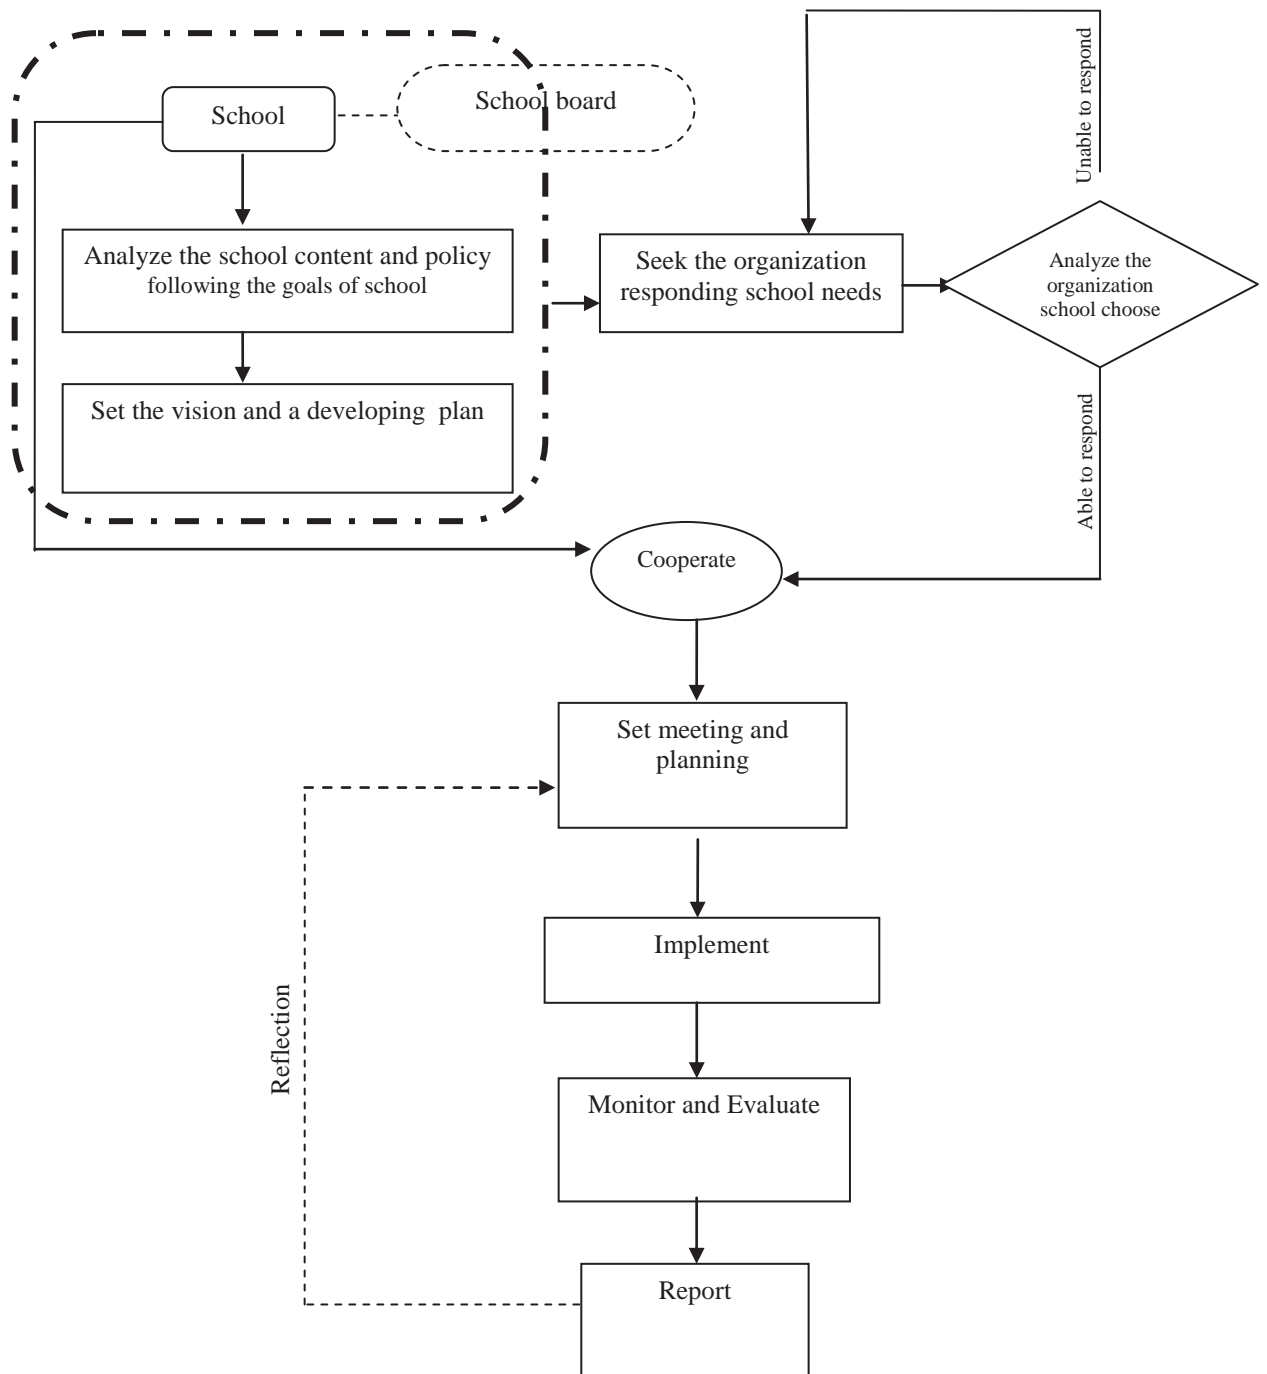 School
School board
Analyze the school content and policy
following the goals of school
Set the vision and a developing plan
Seek the organization
responding school needs
Unable to respond
Analyze the
organization
school choose
Able to respond
Cooperate
Set meeting and
planning
Implement
Reflection
Monitor and Evaluate
Report